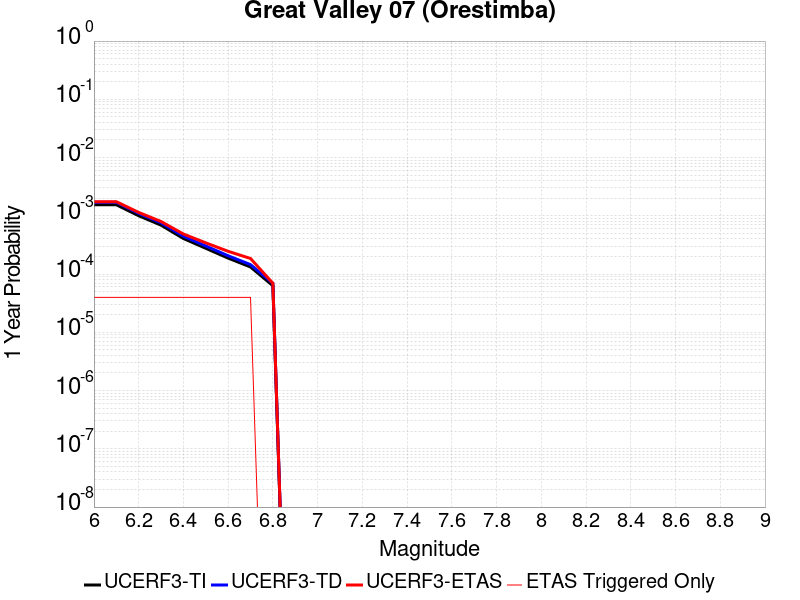 Great Valley 07 (Orestimba)
10^0
10^-1
10^-2
10^-3
10^-4
10^-5
10^-6
10^-7
10^-8
1 Year Probability
6 6.2 6.4 6.6 6.8 7 7.2 7.4 7.6 7.8 8 8.2 8.4 8.6 8.8 9
Magnitude
UCERF3-TI UCERF3-TD UCERF3-ETAS ETAS Triggered Only